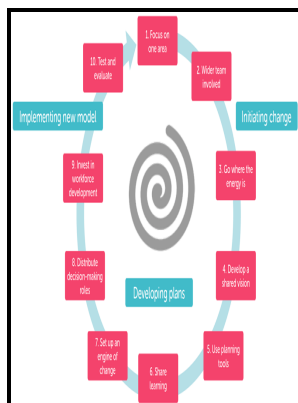 1. Focus on
one area
2. Wider team
involved
Initiating change
3. Go where the
energy is
4. Develop a
shared vision
5. Use planning
tools
6. Share
learning
Developing plans
7. Set up an
engine of
change
8. Distribute
decision-making
roles
9. Invest in
workforce
development
Implementing new model
10. Test and
evaluate